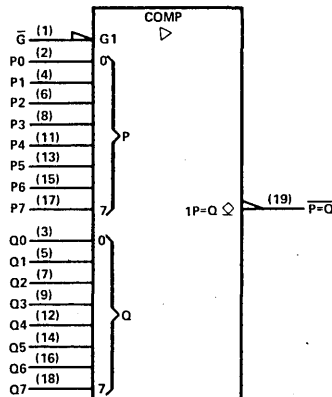 COMP
G̅ (1) G1
P0 (2) 0
P1 (4)
P2 (6)
P3 (8)
P4 (11) P
P5 (13)
P6 (15)
P7 (17) 7
1P=Q (19) P=Q
Q0 (3) 0
Q1 (5)
Q2 (7)
Q3 (9)
Q4 (12) Q
Q5 (14)
Q6 (16)
Q7 (18) 7